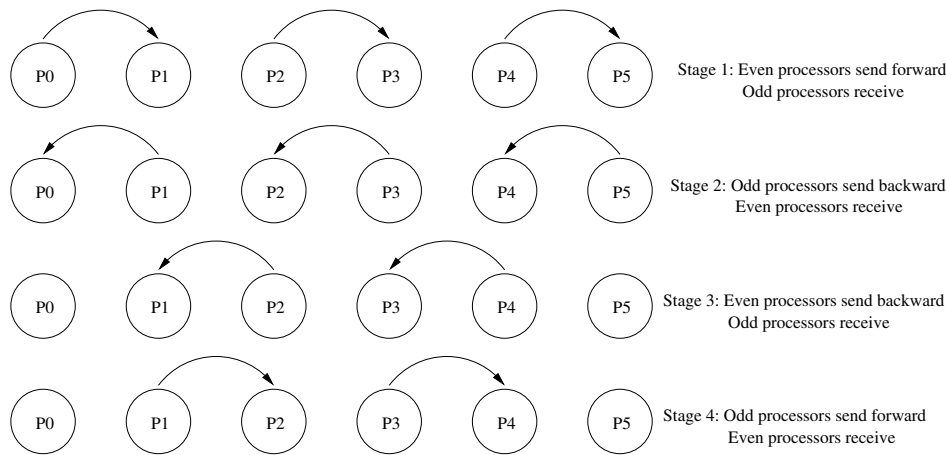 P0 P1 P2 P3 P4 P5
Stage 1: Even processors send forward
Odd processors receive
P0 P1 P2 P3 P4 P5
Stage 2: Odd processors send backward
Even processors receive
P0 P1 P2 P3 P4 P5
Stage 3: Even processors send backward
Odd processors receive
P0 P1 P2 P3 P4 P5
Stage 4: Odd processors send forward
Even processors receive